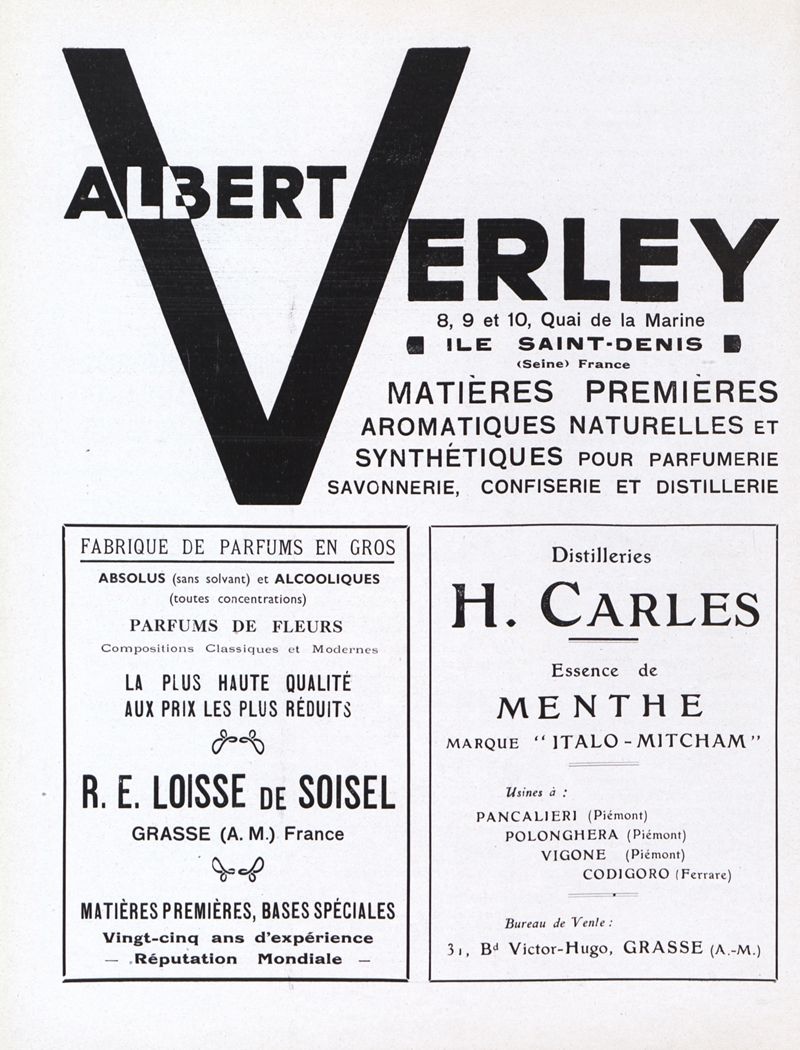 ALBERT
VERLEY
8, 9 et 10, Quai de la Marine
ILE SAINT-DENIS
(Seine) France
MATIÈRES PREMIÈRES
AROMATIQUES NATURELLES ET
SYNTHÉTIQUES POUR PARFUMERIE
SAVONNERIE, CONFISERIE ET DISTILLERIE
FABRIQUE DE PARFUMS EN GROS
ABSOLUS (sans solvant) et ALCOOLIQUES
(toutes concentrations)
PARFUMS DE FLEURS
Compositions Classiques et Modernes
LA PLUS HAUTE QUALITÉ
AUX PRIX LES PLUS RÉDUITS
R. E. LOISSE DE SOISEL
GRASSE (A. M.) France
MATIÈRES PREMIÈRES, BASES SPÉCIALES
Vingt-cinq ans d'expérience
— Réputation Mondiale —
Distilleries
H. CARLES
Essence de
MENTHE
MARQUE "ITALO-MITCHAM"
Usines à :
PANCALIERI (Piémont)
POLONGHERA (Piémont)
VIGONE (Piémont)
CODIGORO (Ferrare)
Bureau de Vente :
31, Bd Victor-Hugo, GRASSE (A.-M.)